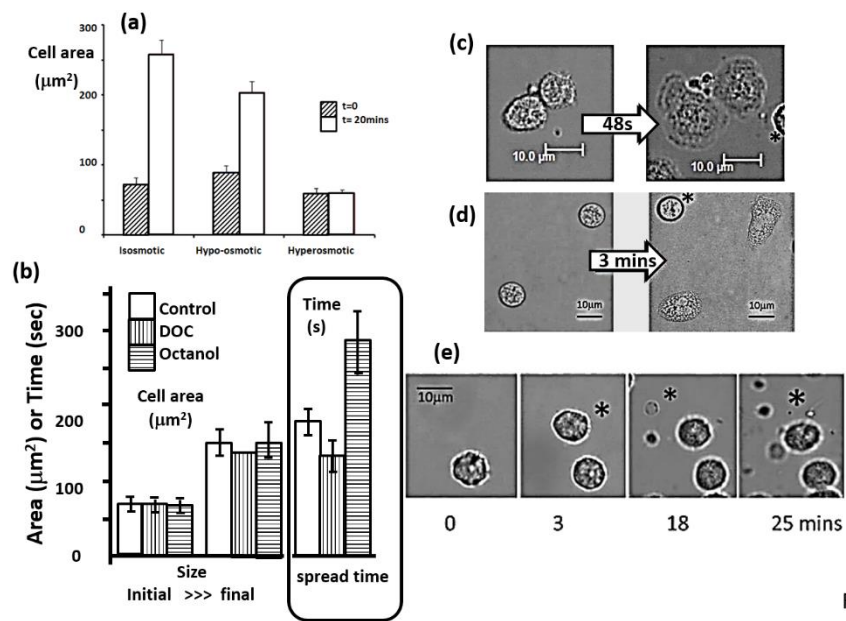 (a)
Cell area
(μm²)
300
200
100
0
t=0
t= 20mins
Isosmotic
Hypo-osmotic
Hyperosmotic
(b)
Area (μm²) or Time (sec)
300
200
100
0
Control
DOC
Octanol
Cell area
(μm²)
Time
(s)
Size
Initial >>> final
spread time
(c)
48s
10.0 μm
10.0 μm
*
(d)
3 mins
*
10μm
10μm
(e)
10μm
*
*
*
0 3 18 25 mins